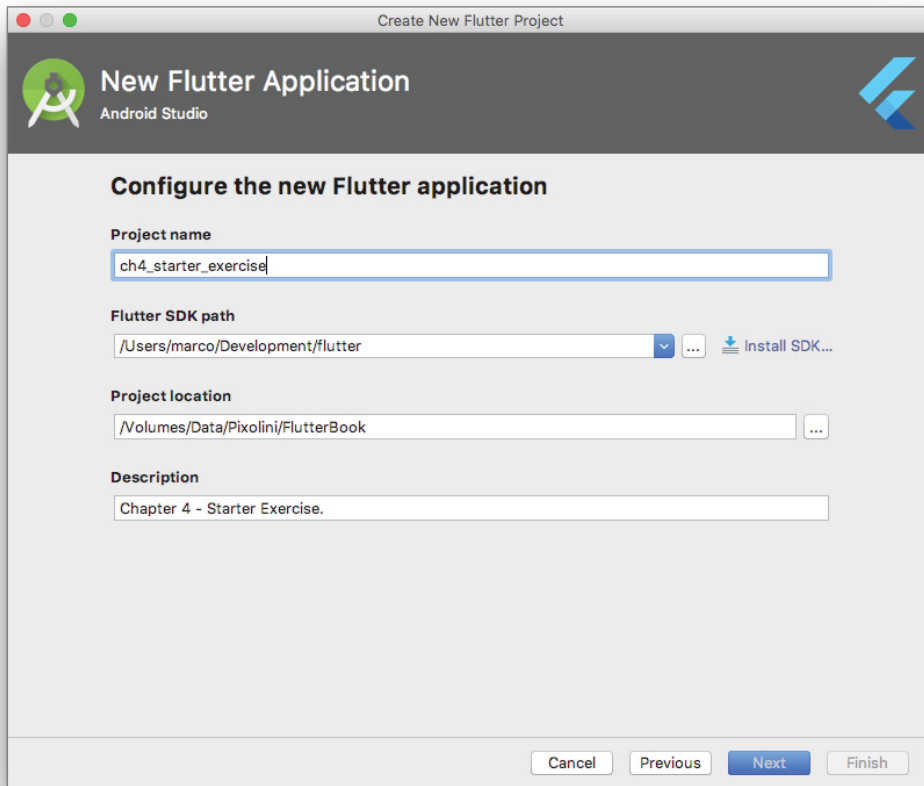 Create New Flutter Project
New Flutter Application
Android Studio
Configure the new Flutter application
Project name
ch4_starter_exercise
Flutter SDK path
/Users/marco/Development/flutter
... Install SDK...
Project location
/Volumes/Data/Pixolini/FlutterBook
...
Description
Chapter 4 - Starter Exercise.
Cancel Previous Next Finish